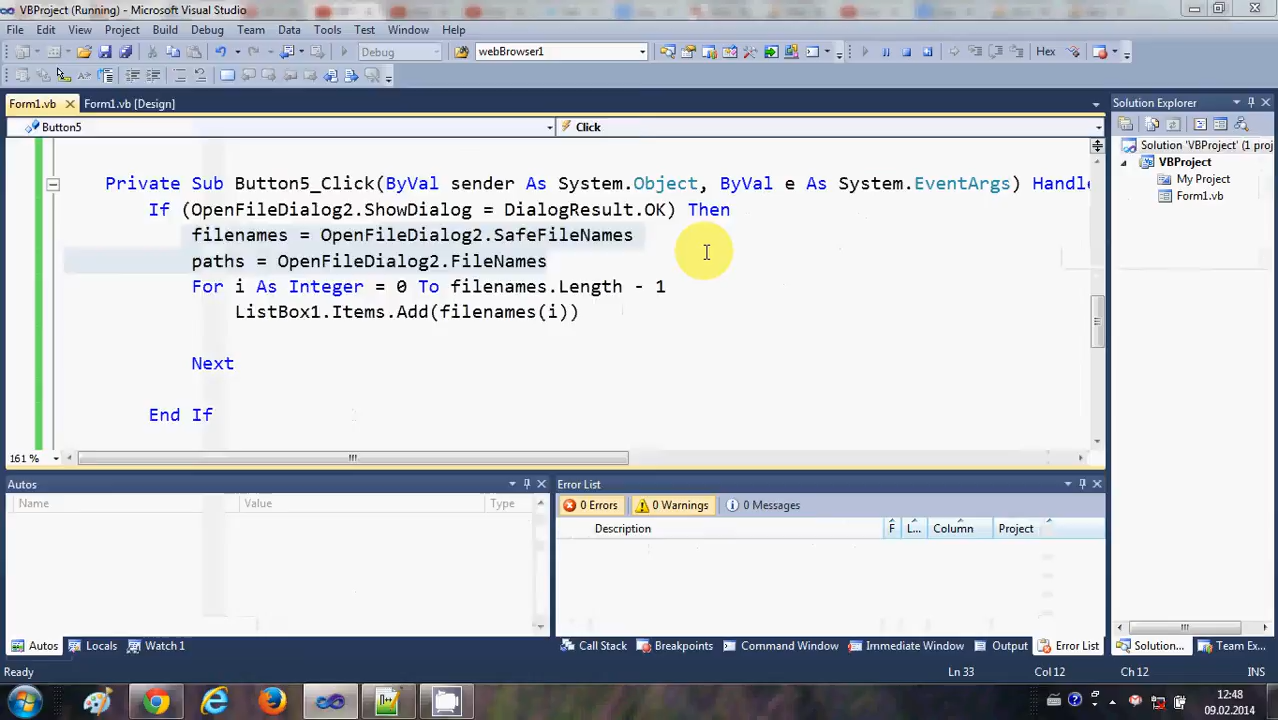 VBProject (Running) - Microsoft Visual Studio
File Edit View Project Build Debug Team Data Tools Test Window Help
Debug webBrowser1 Hex
Form1.vb Form1.vb [Design] Solution Explorer
Button5 Click
Solution 'VBProject' (1 proj
VBProject
My Project
Form1.vb
Private Sub Button5_Click(ByVal sender As System.Object, ByVal e As System.EventArgs) Handle
If (OpenFileDialog2.ShowDialog = DialogResult.OK) Then
filenames = OpenFileDialog2.SafeFileNames
paths = OpenFileDialog2.FileNames
For i As Integer = 0 To filenames.Length - 1
ListBox1.Items.Add(filenames(i))
Next
End If
161 %
Autos Error List
Name Value Type
0 Errors 0 Warnings 0 Messages
Description F L... Column Project
Autos Locals Watch 1 Call Stack Breakpoints Command Window Immediate Window Output Error List Solution... Team Ex...
Ready Ln 33 Col 12 Ch 12 INS
12:48
09.02.2014